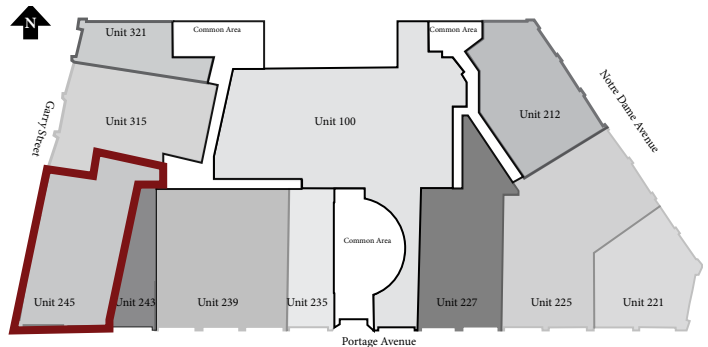 N
Unit 321
Common Area
Common Area
Garry Street
Unit 315
Unit 100
Unit 212
Notre Dame Avenue
Common Area
Unit 245
Unit 243
Unit 239
Unit 235
Unit 227
Unit 225
Unit 221
Portage Avenue